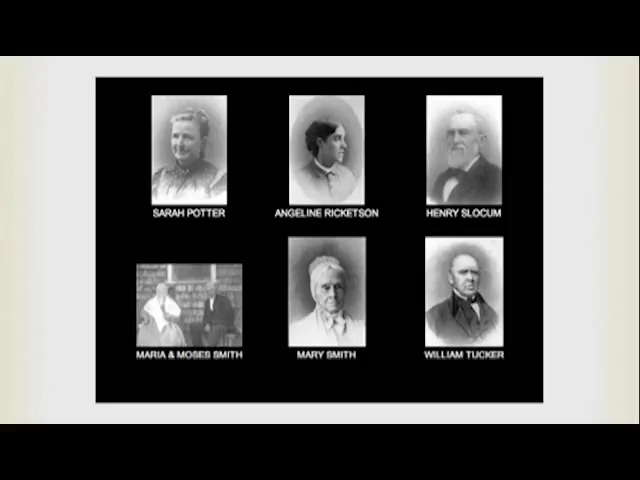 SARAH POTTER
ANGELINE RICKETSON
HENRY SLOCUM
MARIA & MOSES SMITH
MARY SMITH
WILLIAM TUCKER